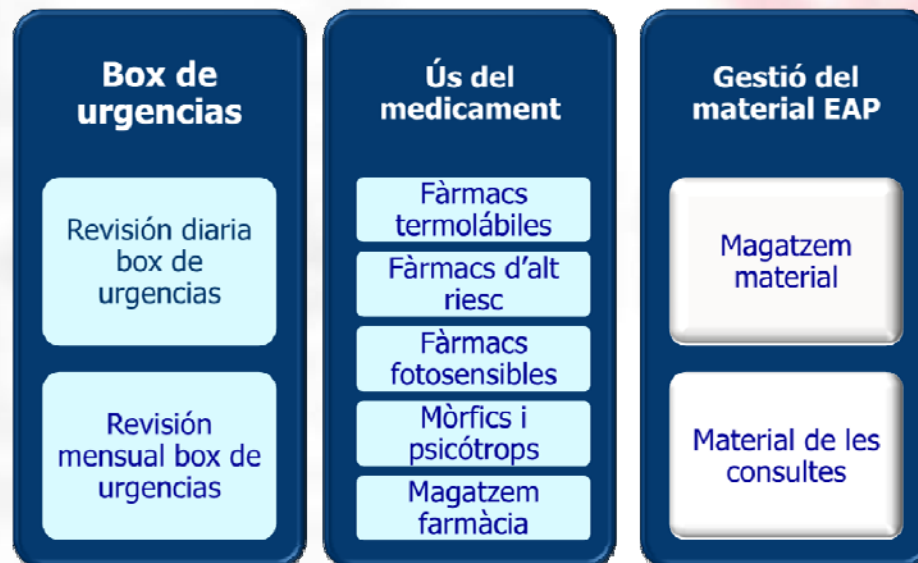 Box de
urgencias
Revisión diaria
box de
urgencias
Revisión
mensual box de
urgencias
Ús del
medicament
Fàrmacs
termolábiles
Fàrmacs d’alt
riesc
Fàrmacs
fotosensibles
Mòrfics i
psicótrops
Magatzem
farmàcia
Gestió del
material EAP
Magatzem
material
Material de les
consultes